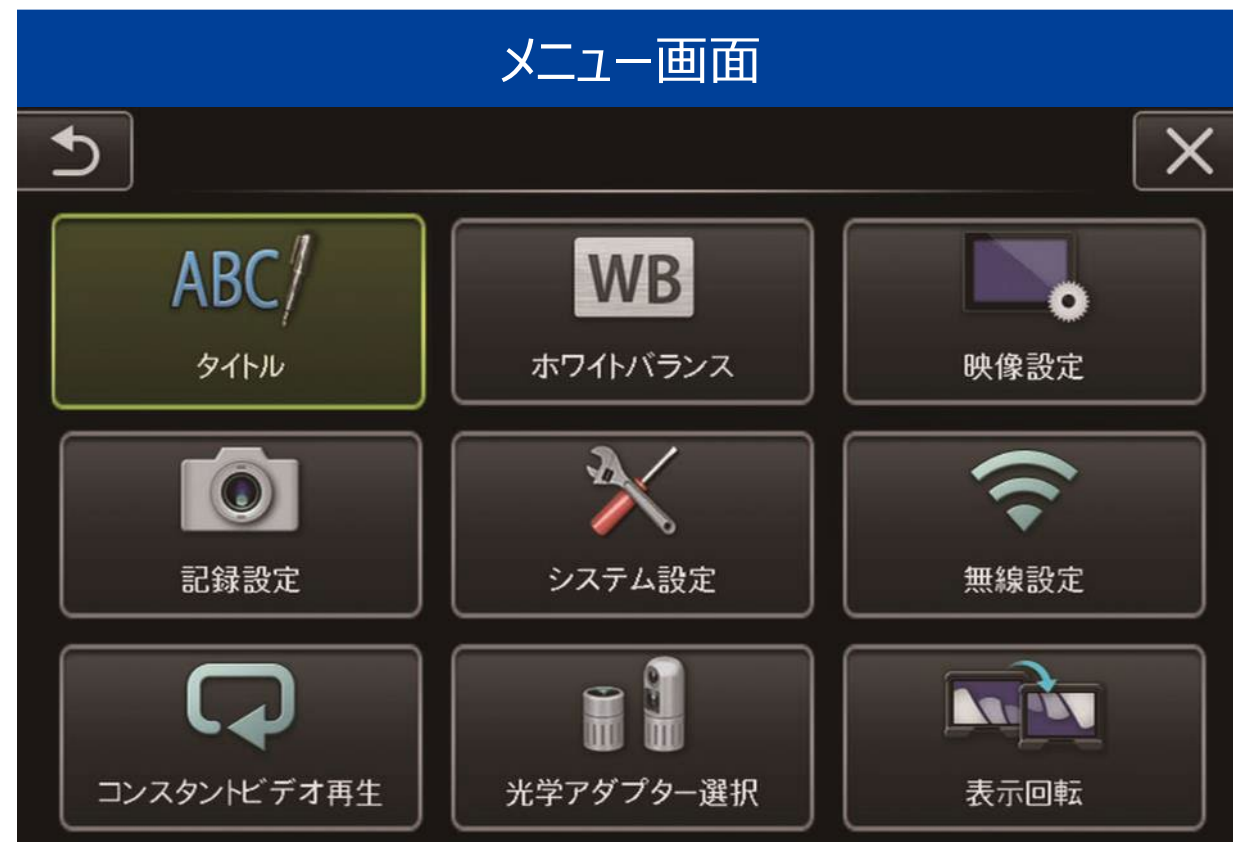 メニュー画面
ABC
タイトル
WB
ホワイトバランス
映像設定
記録設定
システム設定
無線設定
コンスタントビデオ再生
光学アダプター選択
表示回転